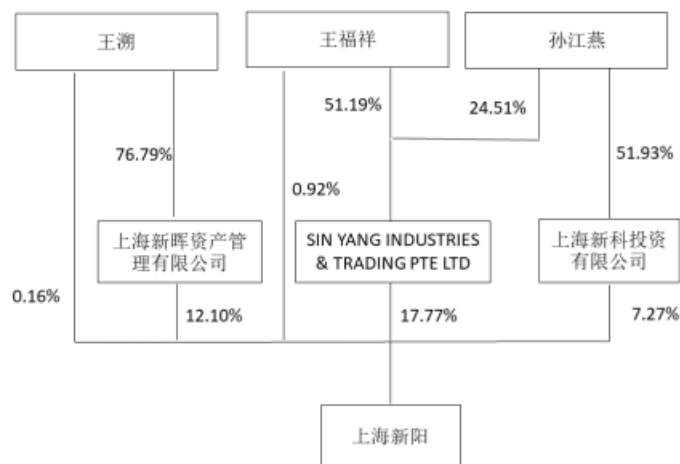 王溯
王福祥
孙江燕
51.19%
24.51%
76.79%
51.93%
0.92%
上海新晖资产管
理有限公司
SIN YANG INDUSTRIES
& TRADING PTE LTD
上海新科投资
有限公司
0.16%
12.10%
17.77%
7.27%
上海新阳